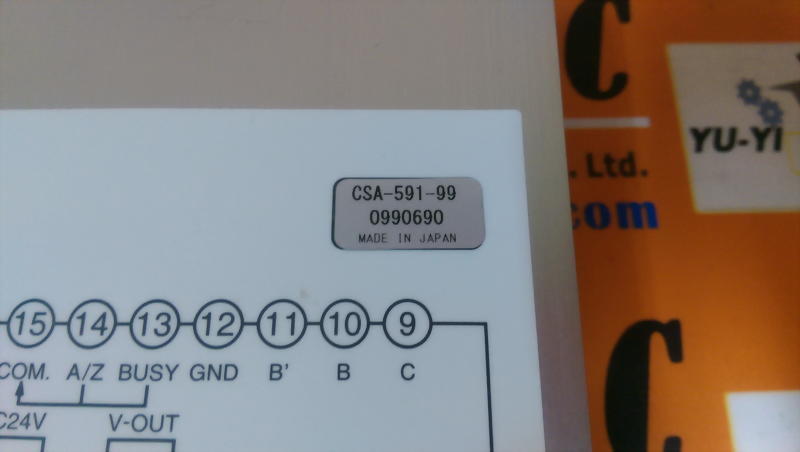 CSA-591-99
0990690
MADE IN JAPAN
15 14 13 12 11 10 9
COM. A/Z BUSY GND B' B C
C24V V-OUT
C
YU-YI
. Ltd.
com
C